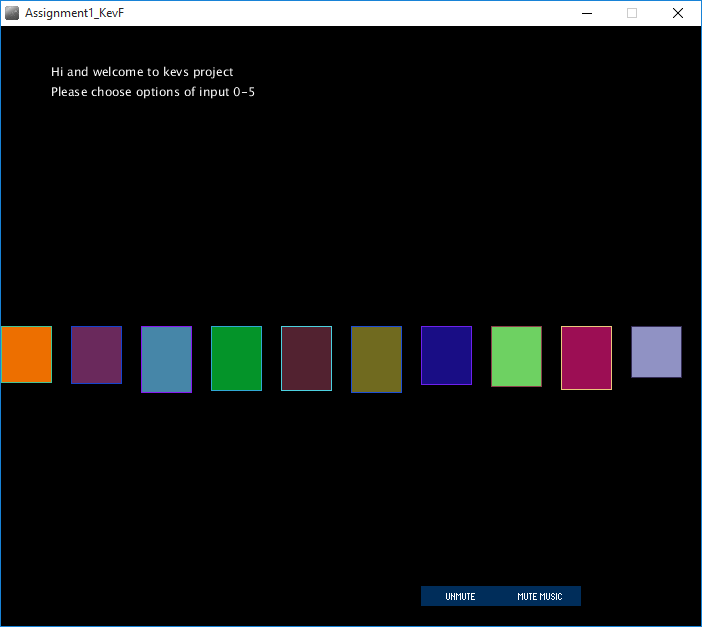 Assignment1_KevF
Hi and welcome to kevs project
Please choose options of input 0-5
UNMUTE MUTE MUSIC